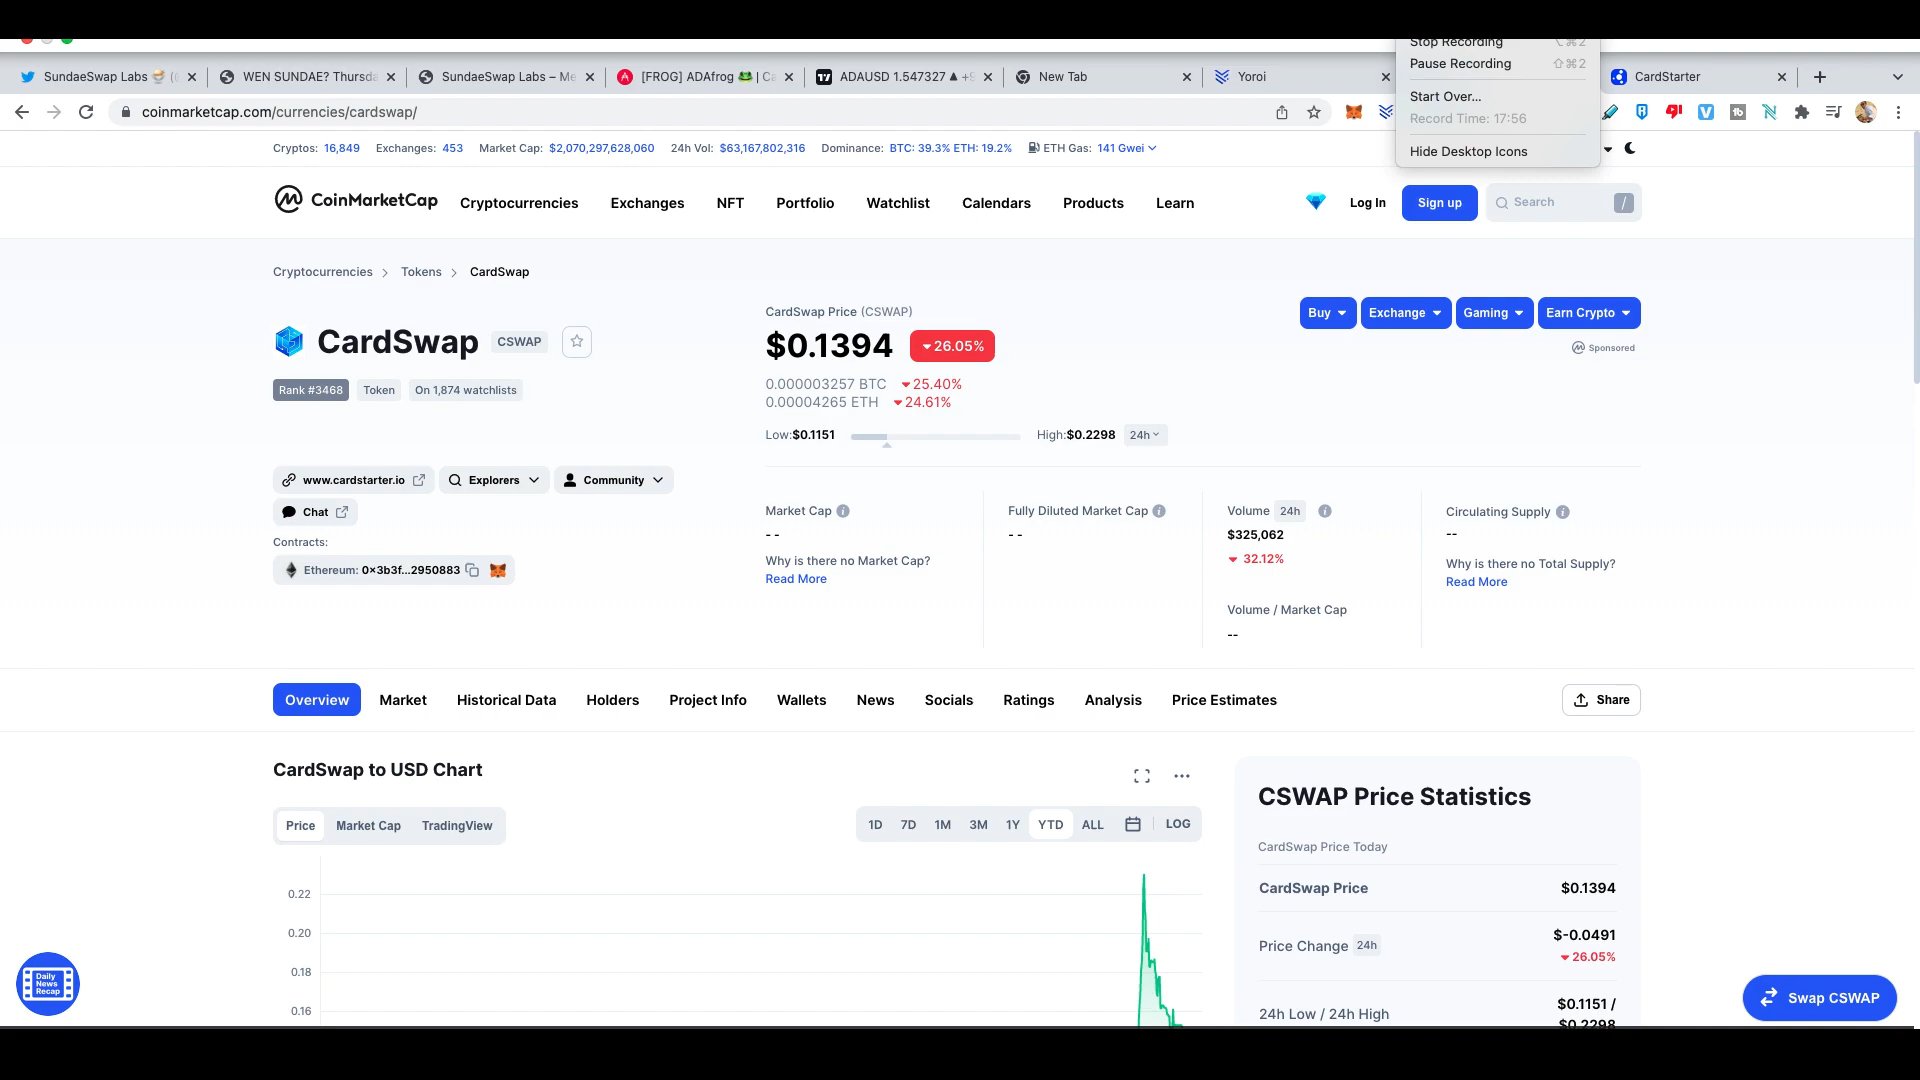 Stop Recording ⌥⌘2
Pause Recording ⇧⌘2
Start Over...
Record Time: 17:56
Hide Desktop Icons
SundaeSwap Labs
WEN SUNDAE? Thursda
SundaeSwap Labs – Me
[FROG] ADAfrog 🐸 | Ca
ADAUSD 1.547327 ▲ +9
New Tab
Yoroi
CardStarter
coinmarketcap.com/currencies/cardswap/
Cryptos: 16,849 Exchanges: 453 Market Cap: $2,070,297,628,060 24h Vol: $63,167,802,316 Dominance: BTC: 39.3% ETH: 19.2% ETH Gas: 141 Gwei
CoinMarketCap
Cryptocurrencies Exchanges NFT Portfolio Watchlist Calendars Products Learn
Log In
Sign up
Search /
Cryptocurrencies > Tokens > CardSwap
CardSwap CSWAP
Rank #3468 Token On 1,874 watchlists
www.cardstarter.io Explorers Community
Chat
Contracts:
Ethereum: 0x3b3f...2950883
CardSwap Price (CSWAP)
$0.1394 26.05%
0.000003257 BTC 25.40%
0.00004265 ETH 24.61%
Low:$0.1151 High:$0.2298 24h
Buy Exchange Gaming Earn Crypto
Sponsored
Market Cap
- -
Why is there no Market Cap?
Read More
Fully Diluted Market Cap
- -
Volume 24h
$325,062
32.12%
Volume / Market Cap
--
Circulating Supply
--
Why is there no Total Supply?
Read More
Overview Market Historical Data Holders Project Info Wallets News Socials Ratings Analysis Price Estimates
Share
CardSwap to USD Chart
Price Market Cap TradingView
1D 7D 1M 3M 1Y YTD ALL LOG
0.22
0.20
0.18
0.16
CSWAP Price Statistics
CardSwap Price Today
CardSwap Price $0.1394
Price Change 24h $-0.0491
26.05%
24h Low / 24h High $0.1151 /
$0.2298
Daily
News
Recap
Swap CSWAP